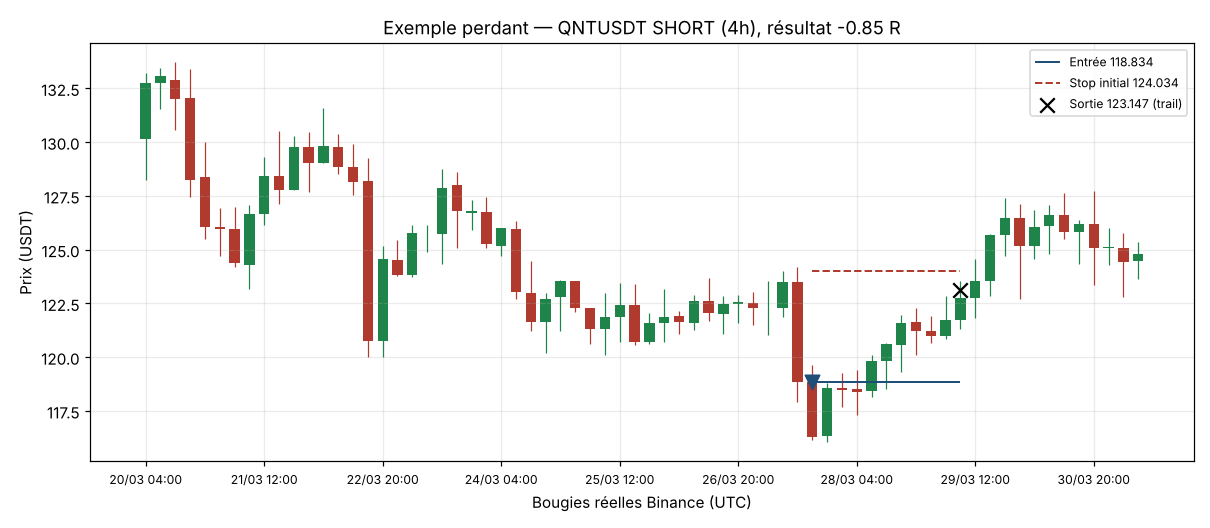 Exemple perdant — QNTUSDT SHORT (4h), résultat -0.85 R
Entrée 118.834
Stop initial 124.034
Sortie 123.147 (trail)
Prix (USDT)
132.5
130.0
127.5
125.0
122.5
120.0
117.5
20/03 04:00
21/03 12:00
22/03 20:00
24/03 04:00
25/03 12:00
26/03 20:00
28/03 04:00
29/03 12:00
30/03 20:00
Bougies réelles Binance (UTC)